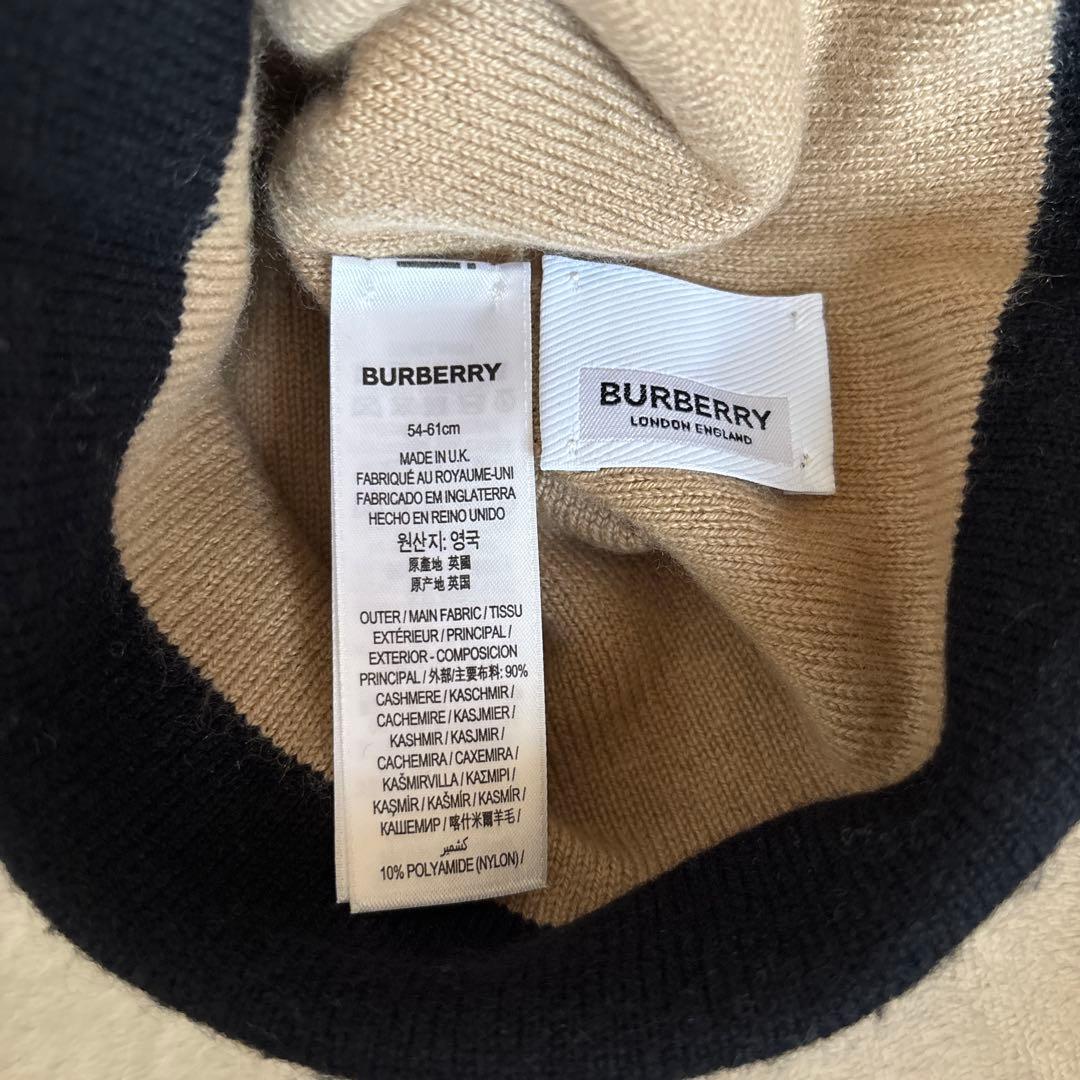 BURBERRY
54-61cm
MADE IN U.K.
FABRIQUÉ AU ROYAUME-UNI
FABRICADO EM INGLATERRA
HECHO EN REINO UNIDO
원산지: 영국
原產地 英國
原产地 英国
OUTER / MAIN FABRIC / TISSU
EXTÉRIEUR / PRINCIPAL /
EXTERIOR - COMPOSICION
PRINCIPAL / 外部/主要布料: 90%
CASHMERE / KASCHMIR /
CACHEMIRE / KASJMIER /
KASHMIR / KASJMIR /
CACHEMIRA / CAXEMIRA /
KAŠMIRVILLA / ΚΑΣΜΙΡΙ /
KAŞMİR / KAŠMÍR / KASMÍR /
КАШЕМИР / 喀什米爾羊毛 /
كشمير
10% POLYAMIDE (NYLON) /
BURBERRY
LONDON ENGLAND